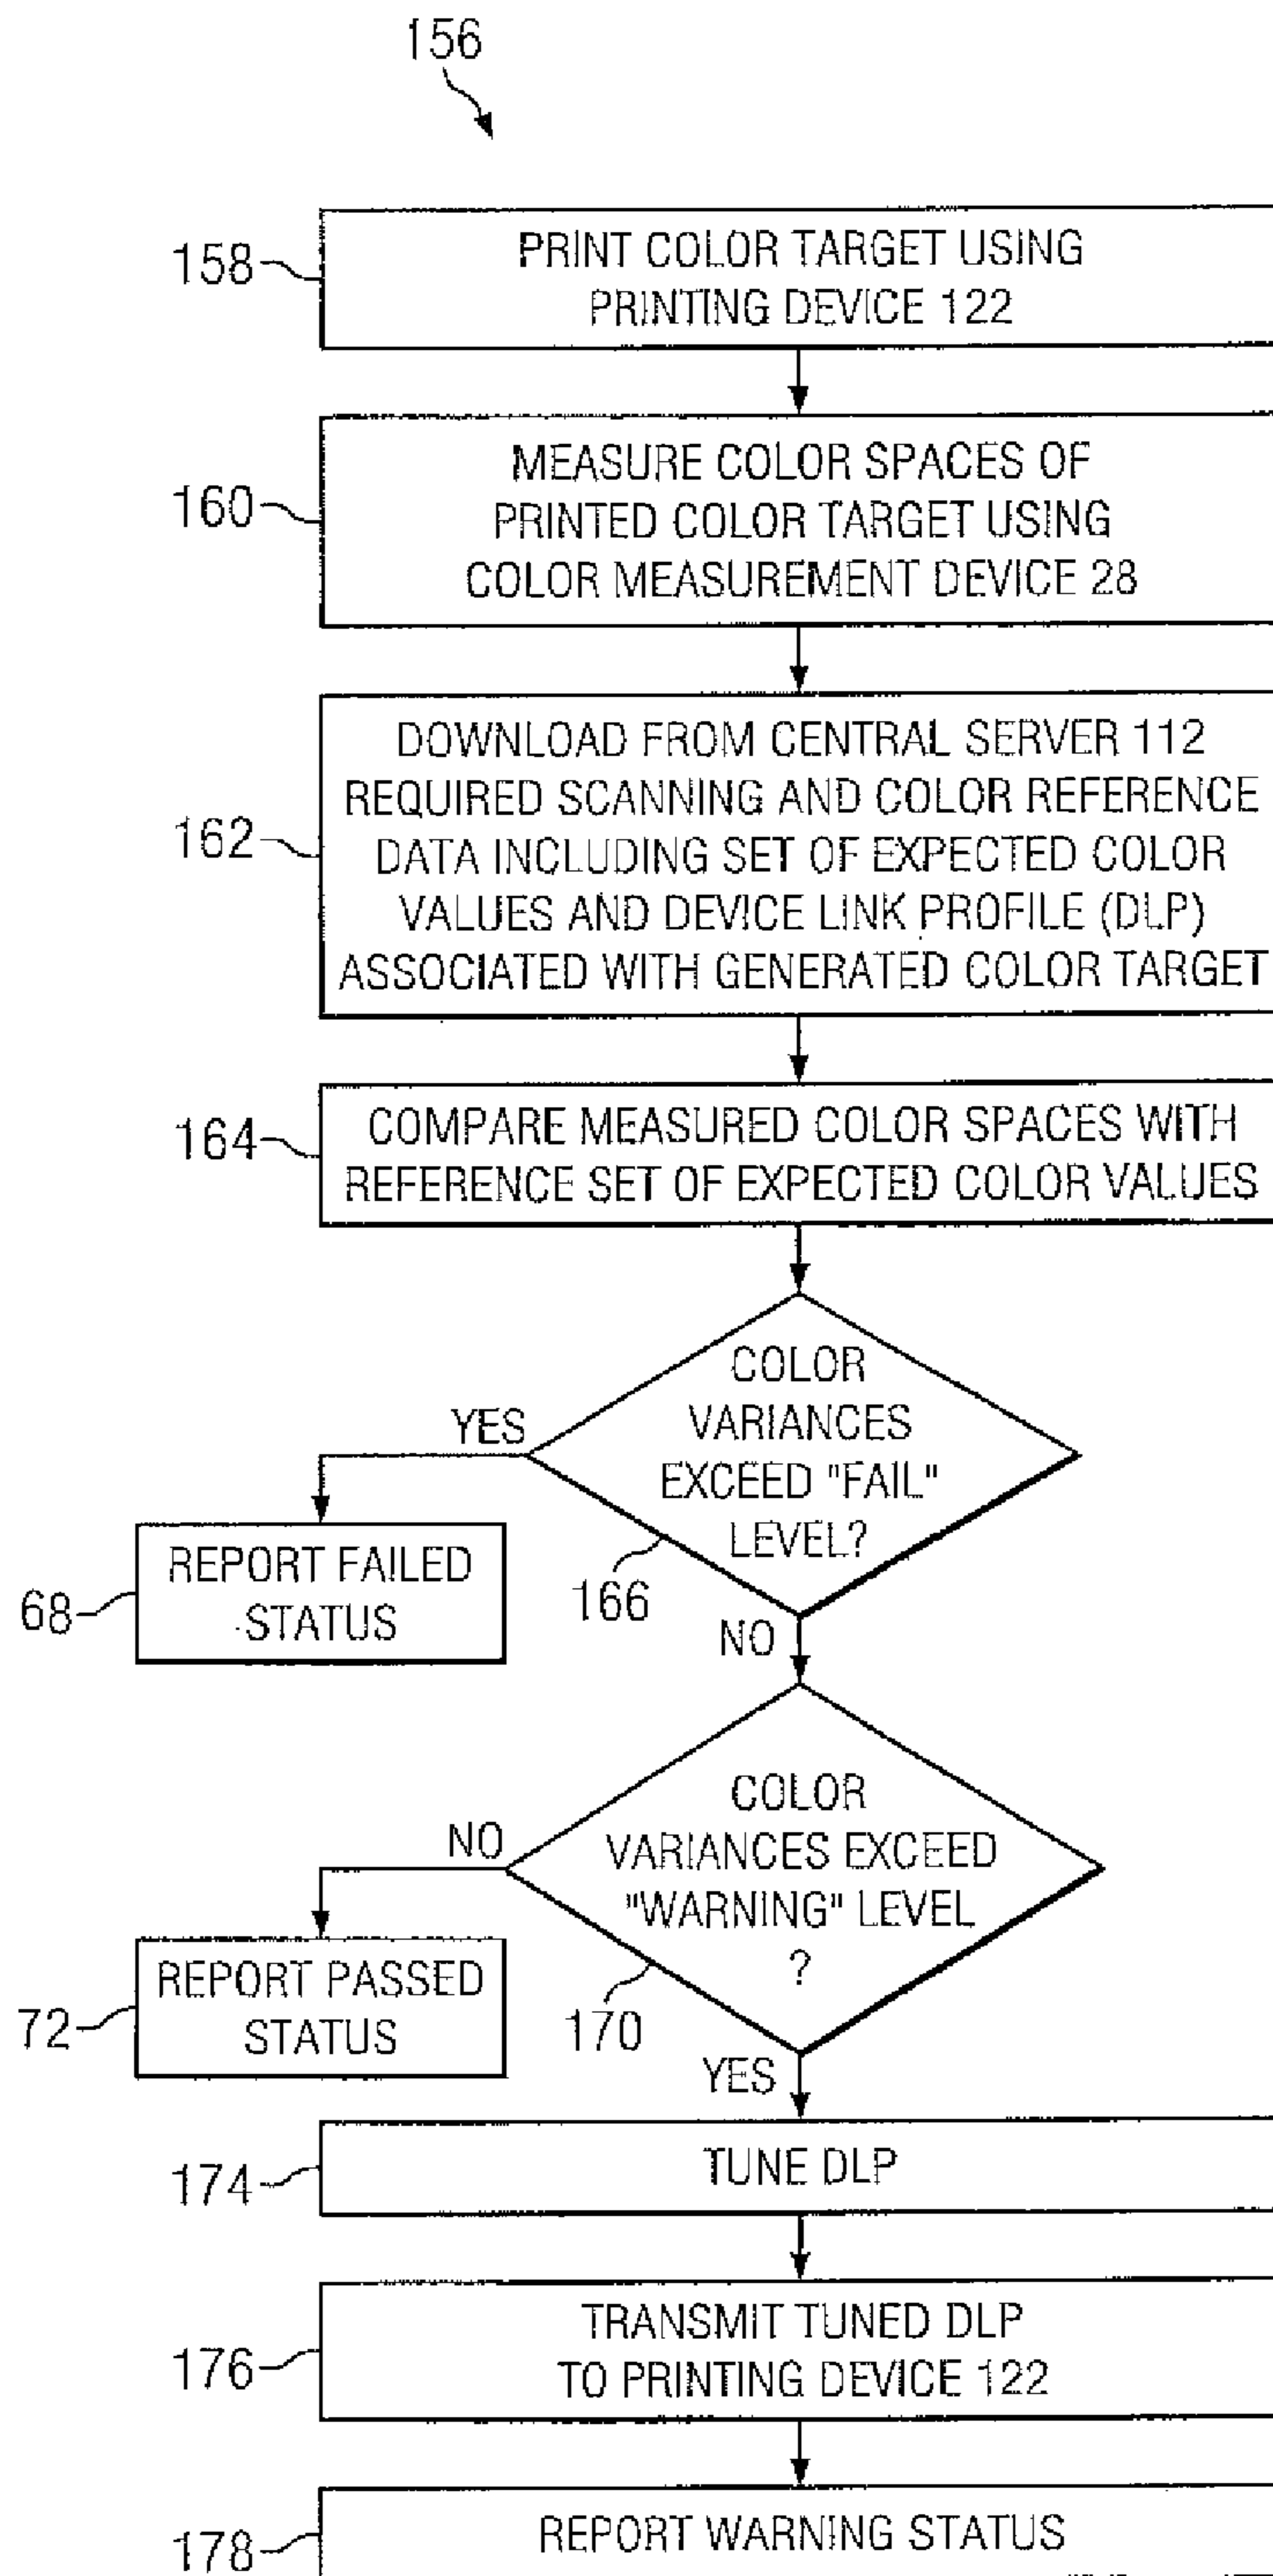 156
158
PRINT COLOR TARGET USING
PRINTING DEVICE 122
160
MEASURE COLOR SPACES OF
PRINTED COLOR TARGET USING
COLOR MEASUREMENT DEVICE 28
162
DOWNLOAD FROM CENTRAL SERVER 112
REQUIRED SCANNING AND COLOR REFERENCE
DATA INCLUDING SET OF EXPECTED COLOR
VALUES AND DEVICE LINK PROFILE (DLP)
ASSOCIATED WITH GENERATED COLOR TARGET
164
COMPARE MEASURED COLOR SPACES WITH
REFERENCE SET OF EXPECTED COLOR VALUES
COLOR
VARIANCES
EXCEED "FAIL"
LEVEL?
YES
166
NO
68
REPORT FAILED
STATUS
COLOR
VARIANCES EXCEED
"WARNING" LEVEL
?
NO
170
YES
72
REPORT PASSED
STATUS
174
TUNE DLP
176
TRANSMIT TUNED DLP
TO PRINTING DEVICE 122
178
REPORT WARNING STATUS